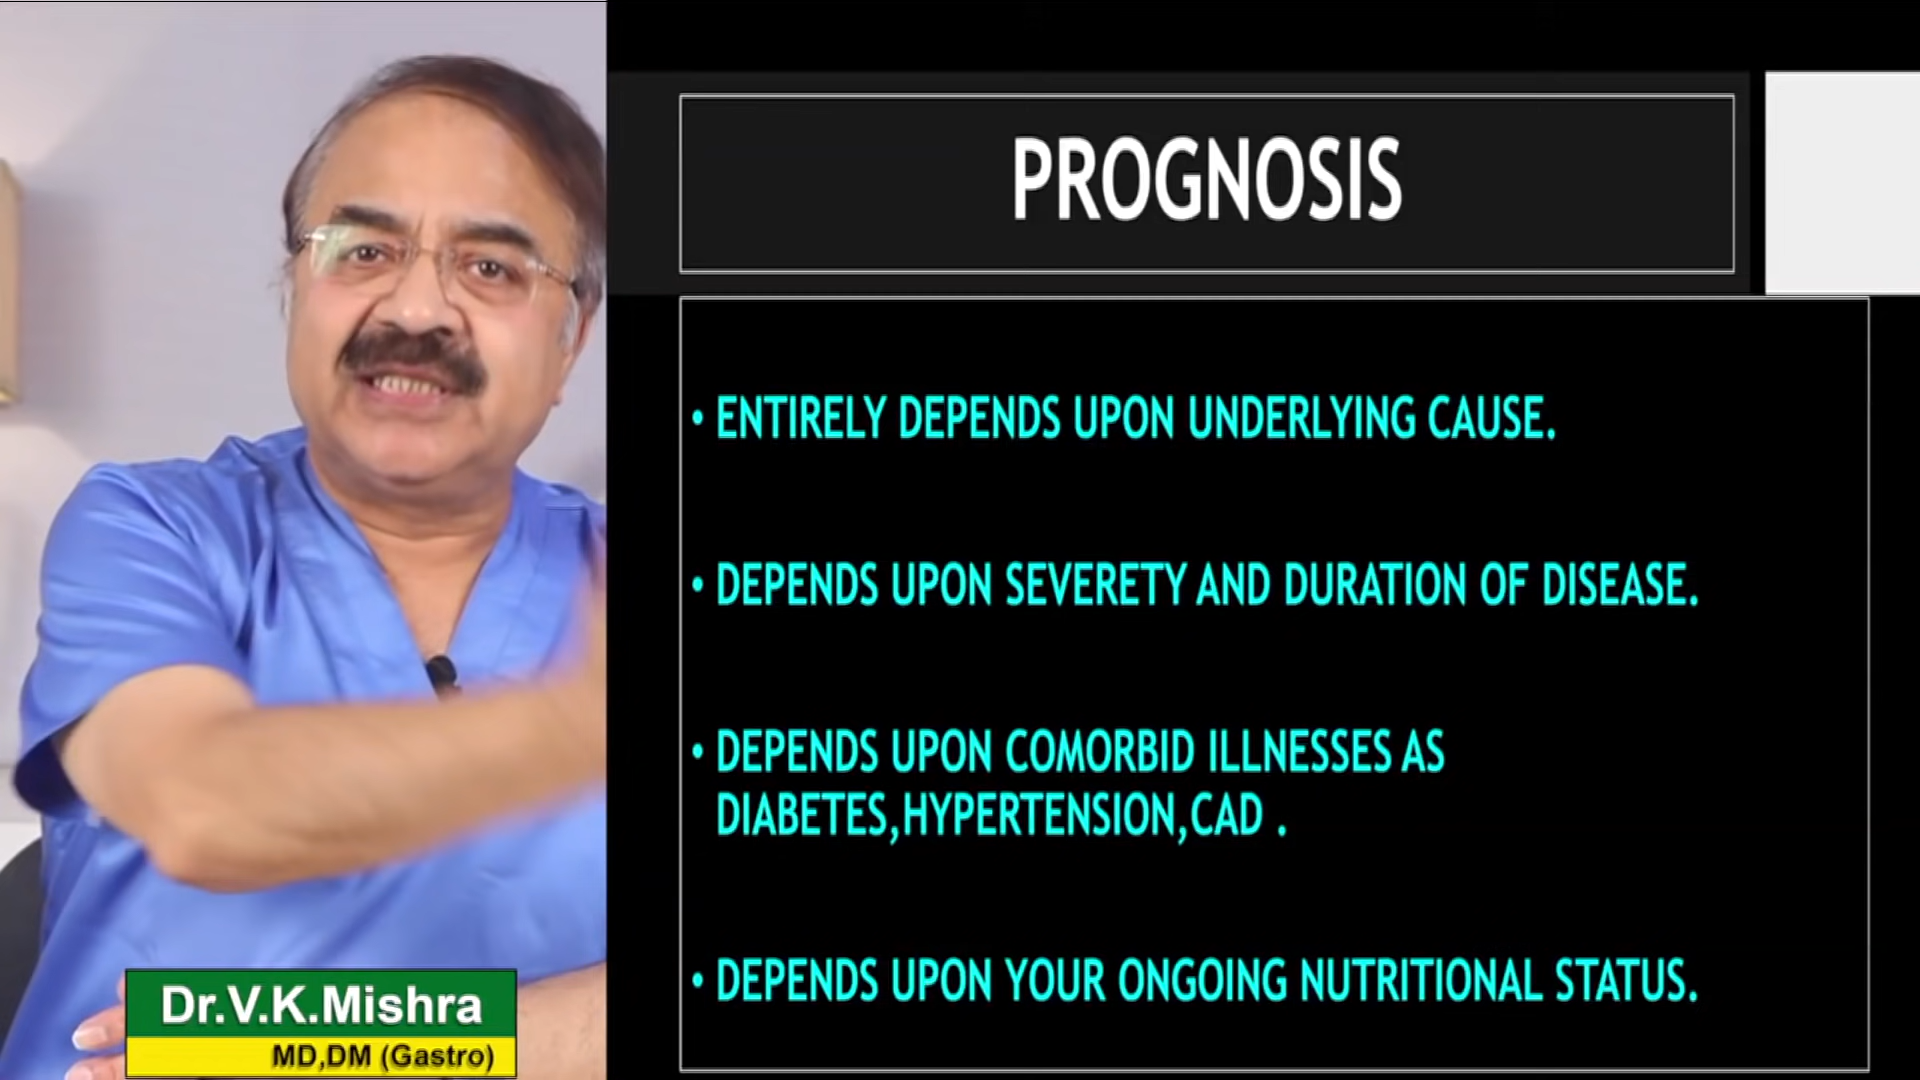 PROGNOSIS
• ENTIRELY DEPENDS UPON UNDERLYING CAUSE.
• DEPENDS UPON SEVERETY AND DURATION OF DISEASE.
• DEPENDS UPON COMORBID ILLNESSES AS
DIABETES,HYPERTENSION,CAD .
• DEPENDS UPON YOUR ONGOING NUTRITIONAL STATUS.
Dr.V.K.Mishra
MD,DM (Gastro)